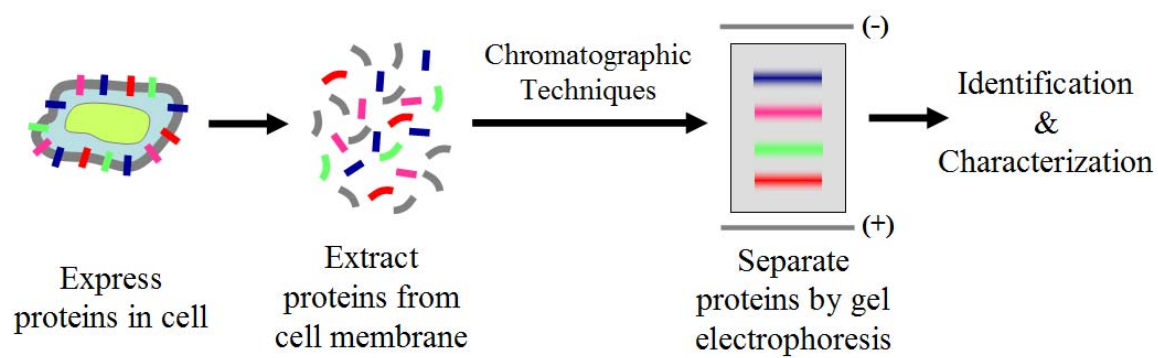 Express
proteins in cell
Extract
proteins from
cell membrane
Chromatographic
Techniques
(-)
(+)
Separate
proteins by gel
electrophoresis
Identification
&
Characterization